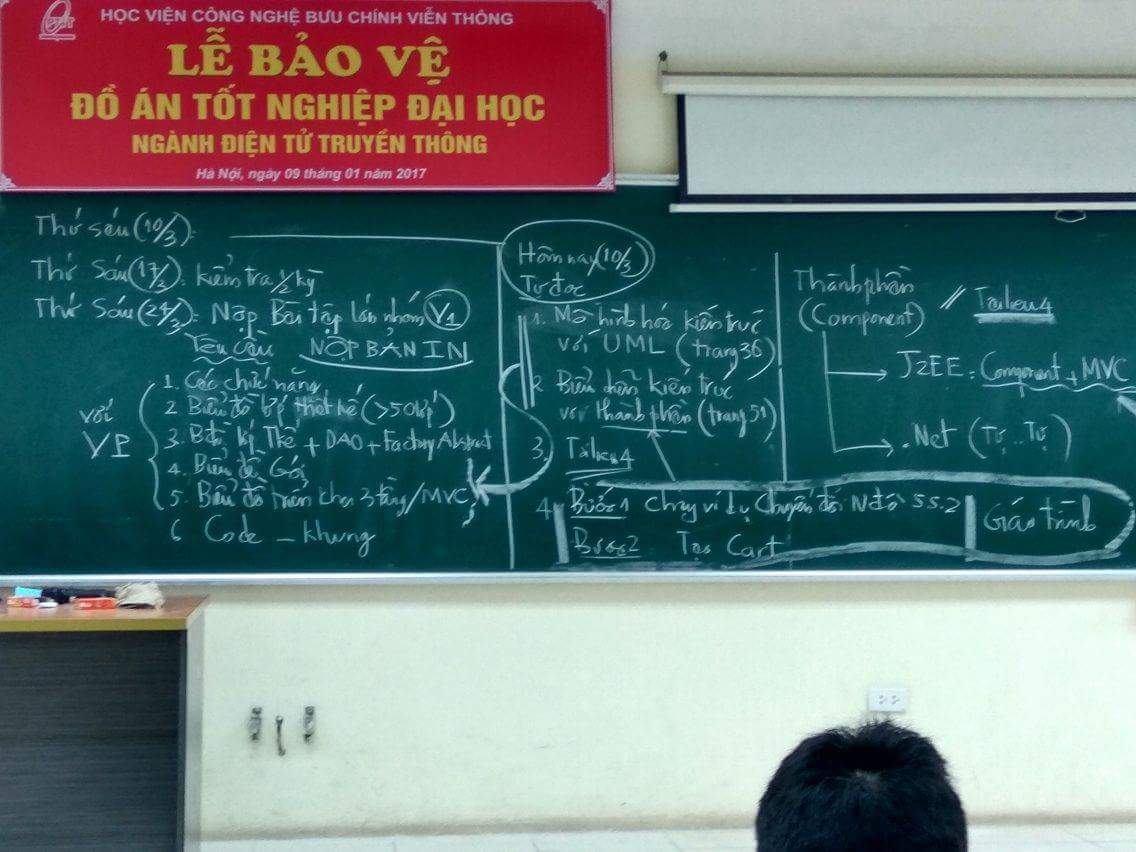 HỌC VIỆN CÔNG NGHỆ BƯU CHÍNH VIỄN THÔNG
LỄ BẢO VỆ
ĐỒ ÁN TỐT NGHIỆP ĐẠI HỌC
NGÀNH ĐIỆN TỬ TRUYỀN THÔNG
Hà Nội, ngày 09 tháng 01 năm 2017
Thứ sáu (10/3):
Thứ Sáu (17/3): kiểm tra 1/2 kỳ
Thứ Sáu (24/3): Nộp Bài tập lớn nhóm V1
Yêu cầu NỘP BẢN IN
với VP
1. Các chức năng
2 Biểu đồ lớp thiết kế (>50 lớp)
3. Thể + DAO + Factory Abstract
4. Biểu đồ Gói
5. Biểu đồ triển khai 3 tầng/MVC
6 Code - khung
Hôm nay (10/3)
Tự đọc
1. Mô hình hóa kiến trúc
với UML (trang 36)
2 Biểu diễn kiến trúc
với thành phần (trang 51)
3. Tài liệu 4
4. Bước 1 Chạy ví dụ Chuyển đổi N độ 5.5.2
Bước 2 Tạo Cart
Giáo trình
Thành phần
(Component) // Tài liệu 4
J2EE: Component + MVC
.Net (Tự..Tự)